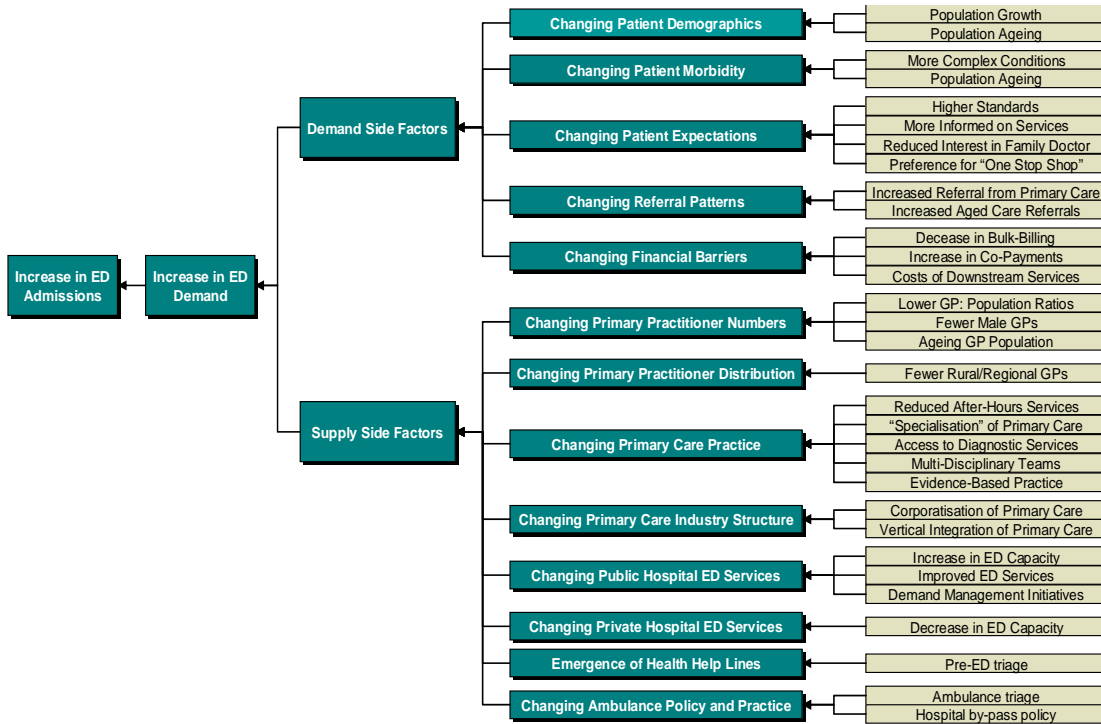 Increase in ED
Admissions
Increase in ED
Demand
Demand Side Factors
Changing Patient Demographics
Population Growth
Population Ageing
Changing Patient Morbidity
More Complex Conditions
Population Ageing
Changing Patient Expectations
Higher Standards
More Informed on Services
Reduced Interest in Family Doctor
Preference for “One Stop Shop”
Changing Referral Patterns
Increased Referral from Primary Care
Increased Aged Care Referrals
Changing Financial Barriers
Decease in Bulk-Billing
Increase in Co-Payments
Costs of Downstream Services
Supply Side Factors
Changing Primary Practitioner Numbers
Lower GP: Population Ratios
Fewer Male GPs
Ageing GP Population
Changing Primary Practitioner Distribution
Fewer Rural/Regional GPs
Changing Primary Care Practice
Reduced After-Hours Services
“Specialisation” of Primary Care
Access to Diagnostic Services
Multi-Disciplinary Teams
Evidence-Based Practice
Changing Primary Care Industry Structure
Corporatisation of Primary Care
Vertical Integration of Primary Care
Changing Public Hospital ED Services
Increase in ED Capacity
Improved ED Services
Demand Management Initiatives
Changing Private Hospital ED Services
Decrease in ED Capacity
Emergence of Health Help Lines
Pre-ED triage
Changing Ambulance Policy and Practice
Ambulance triage
Hospital by-pass policy